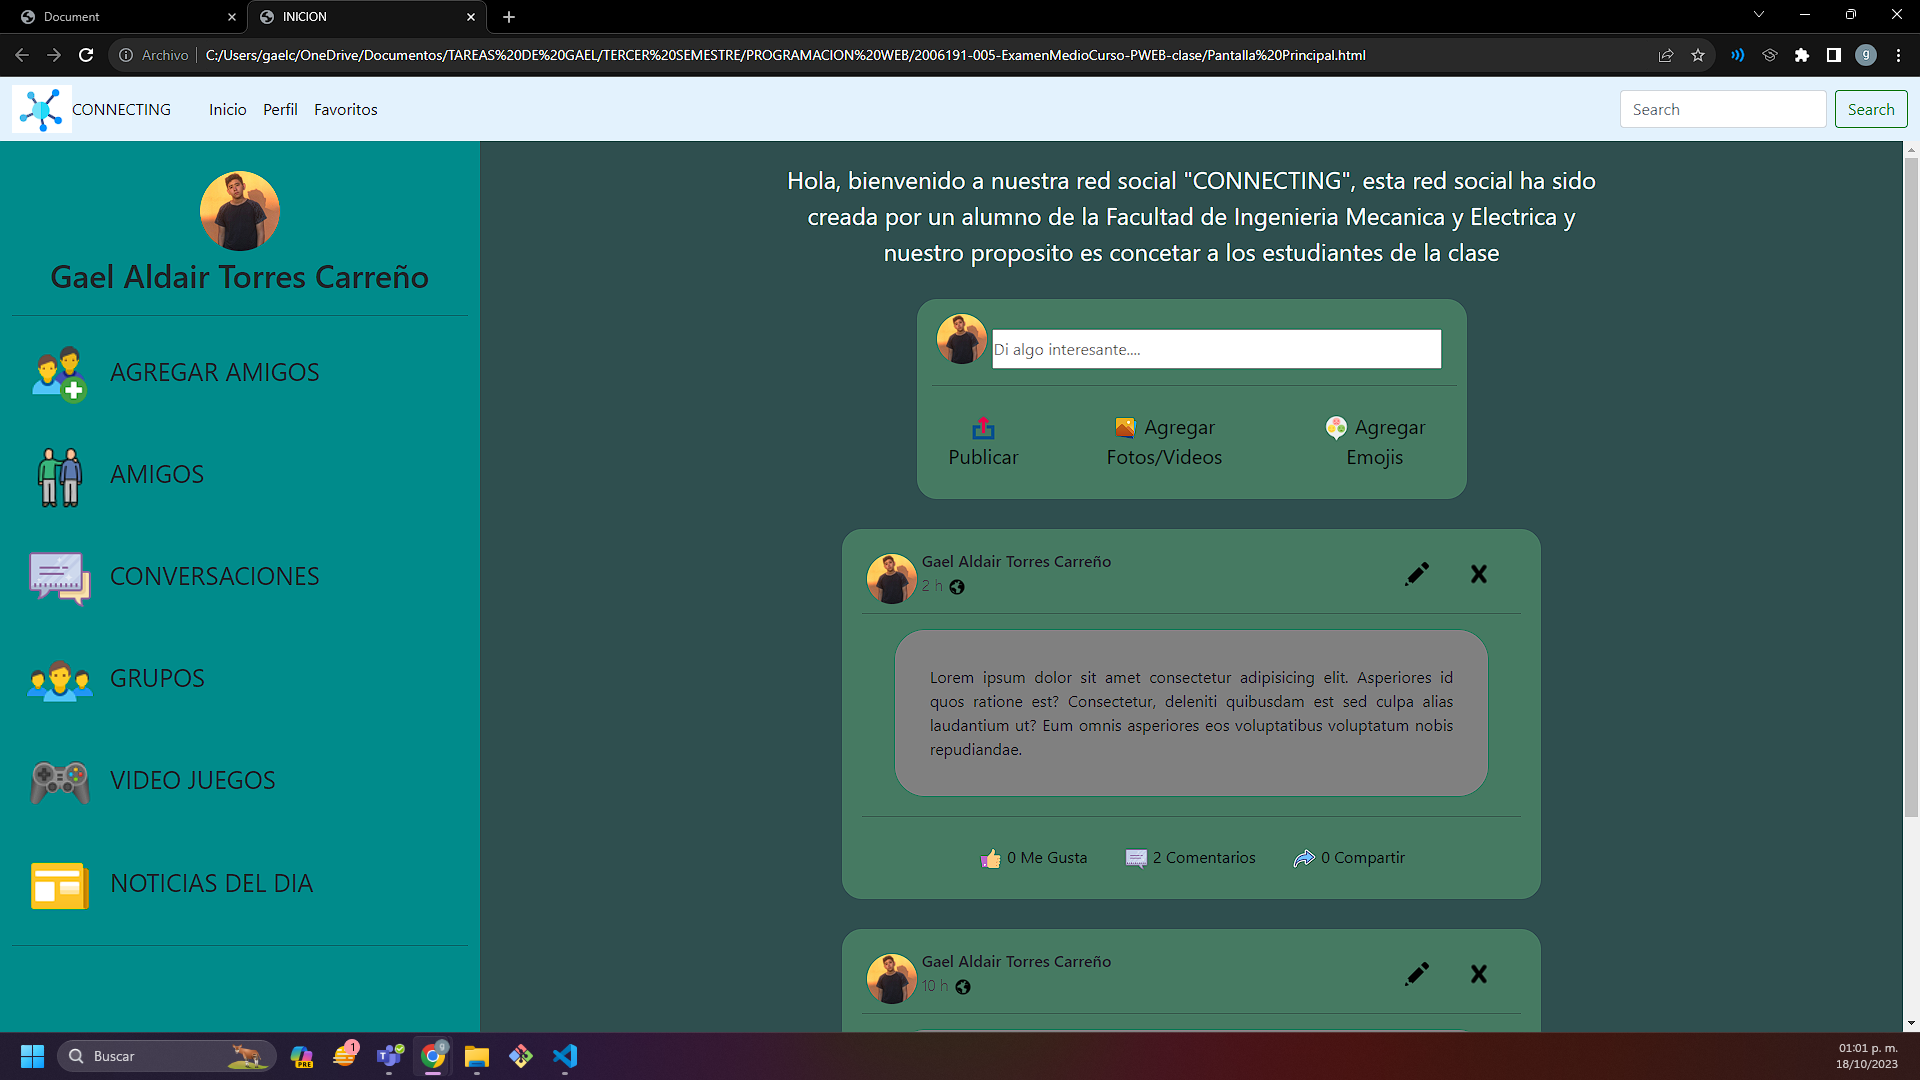 Document
INICION
Archivo
C:/Users/gaelc/OneDrive/Documentos/TAREAS%20DE%20GAEL/TERCER%20SEMESTRE/PROGRAMACION%20WEB/2006191-005-ExamenMedioCurso-PWEB-clase/Pantalla%20Principal.html
g
CONNECTING
Inicio
Perfil
Favoritos
Search
Search
Gael Aldair Torres Carreño
AGREGAR AMIGOS
AMIGOS
CONVERSACIONES
GRUPOS
VIDEO JUEGOS
NOTICIAS DEL DIA
Hola, bienvenido a nuestra red social "CONNECTING", esta red social ha sido
creada por un alumno de la Facultad de Ingenieria Mecanica y Electrica y
nuestro proposito es concetar a los estudiantes de la clase
Di algo interesante....
Publicar
Agregar
Fotos/Videos
Agregar
Emojis
Gael Aldair Torres Carreño
2 h
Lorem ipsum dolor sit amet consectetur adipisicing elit. Asperiores id
quos ratione est? Consectetur, deleniti quibusdam est sed culpa alias
laudantium ut? Eum omnis asperiores eos voluptatibus voluptatum nobis
repudiandae.
0 Me Gusta
2 Comentarios
0 Compartir
Gael Aldair Torres Carreño
10 h
Buscar
PRE
1
g
01:01 p. m.
18/10/2023